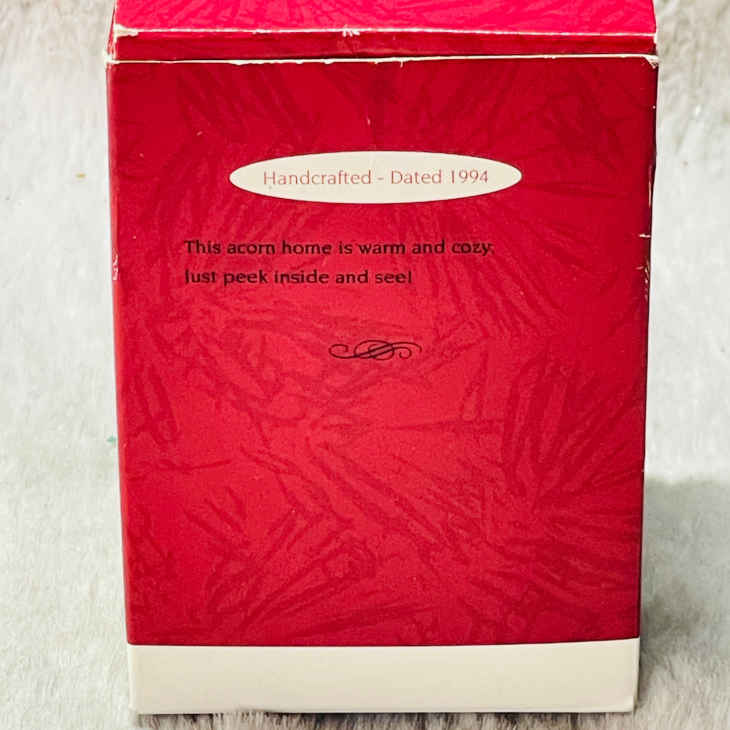 Handcrafted - Dated 1994
This acorn home is warm and cozy.
Just peek inside and see!